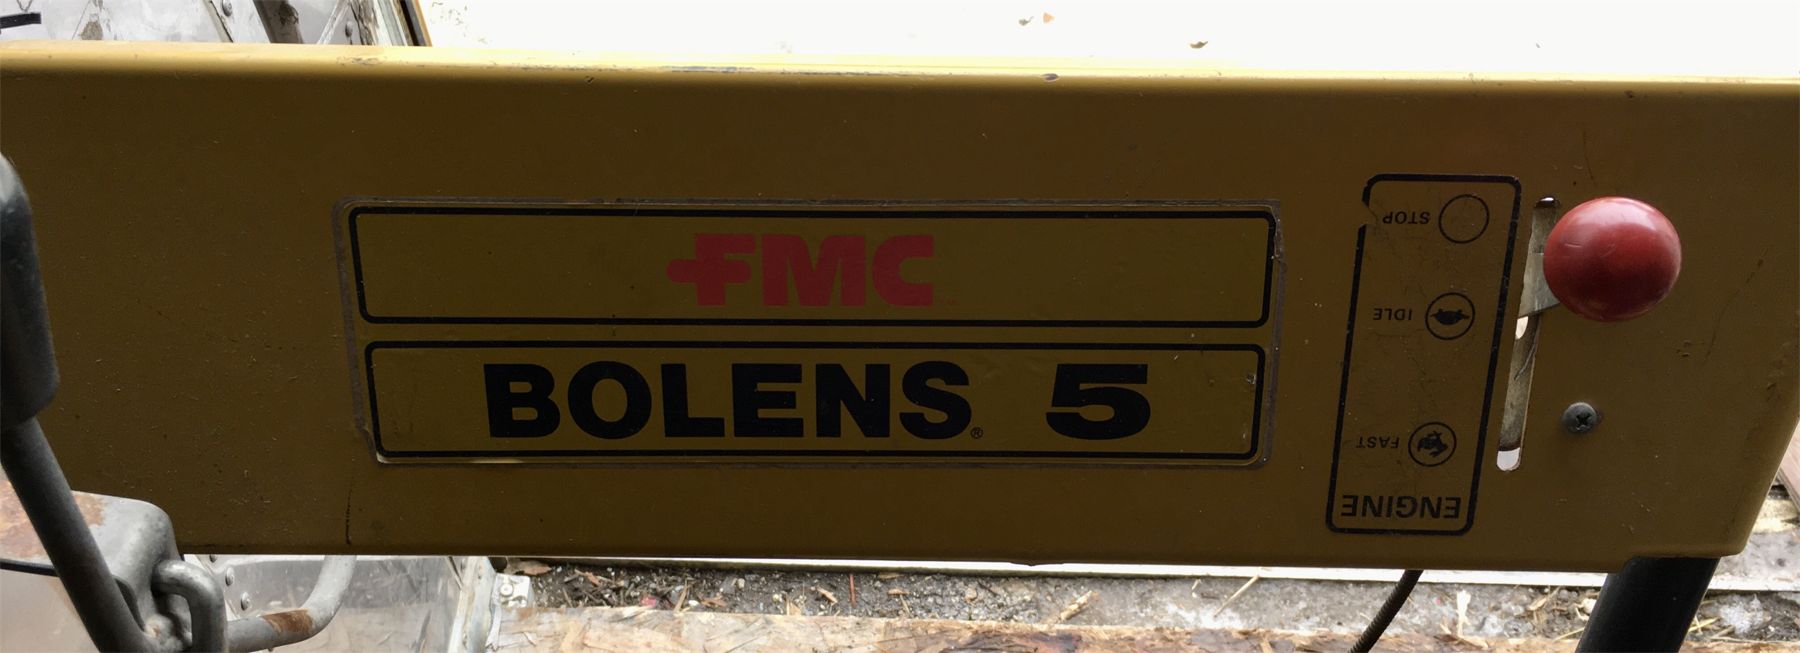 FMC
BOLENS® 5
STOP
IDLE
FAST
ENGINE